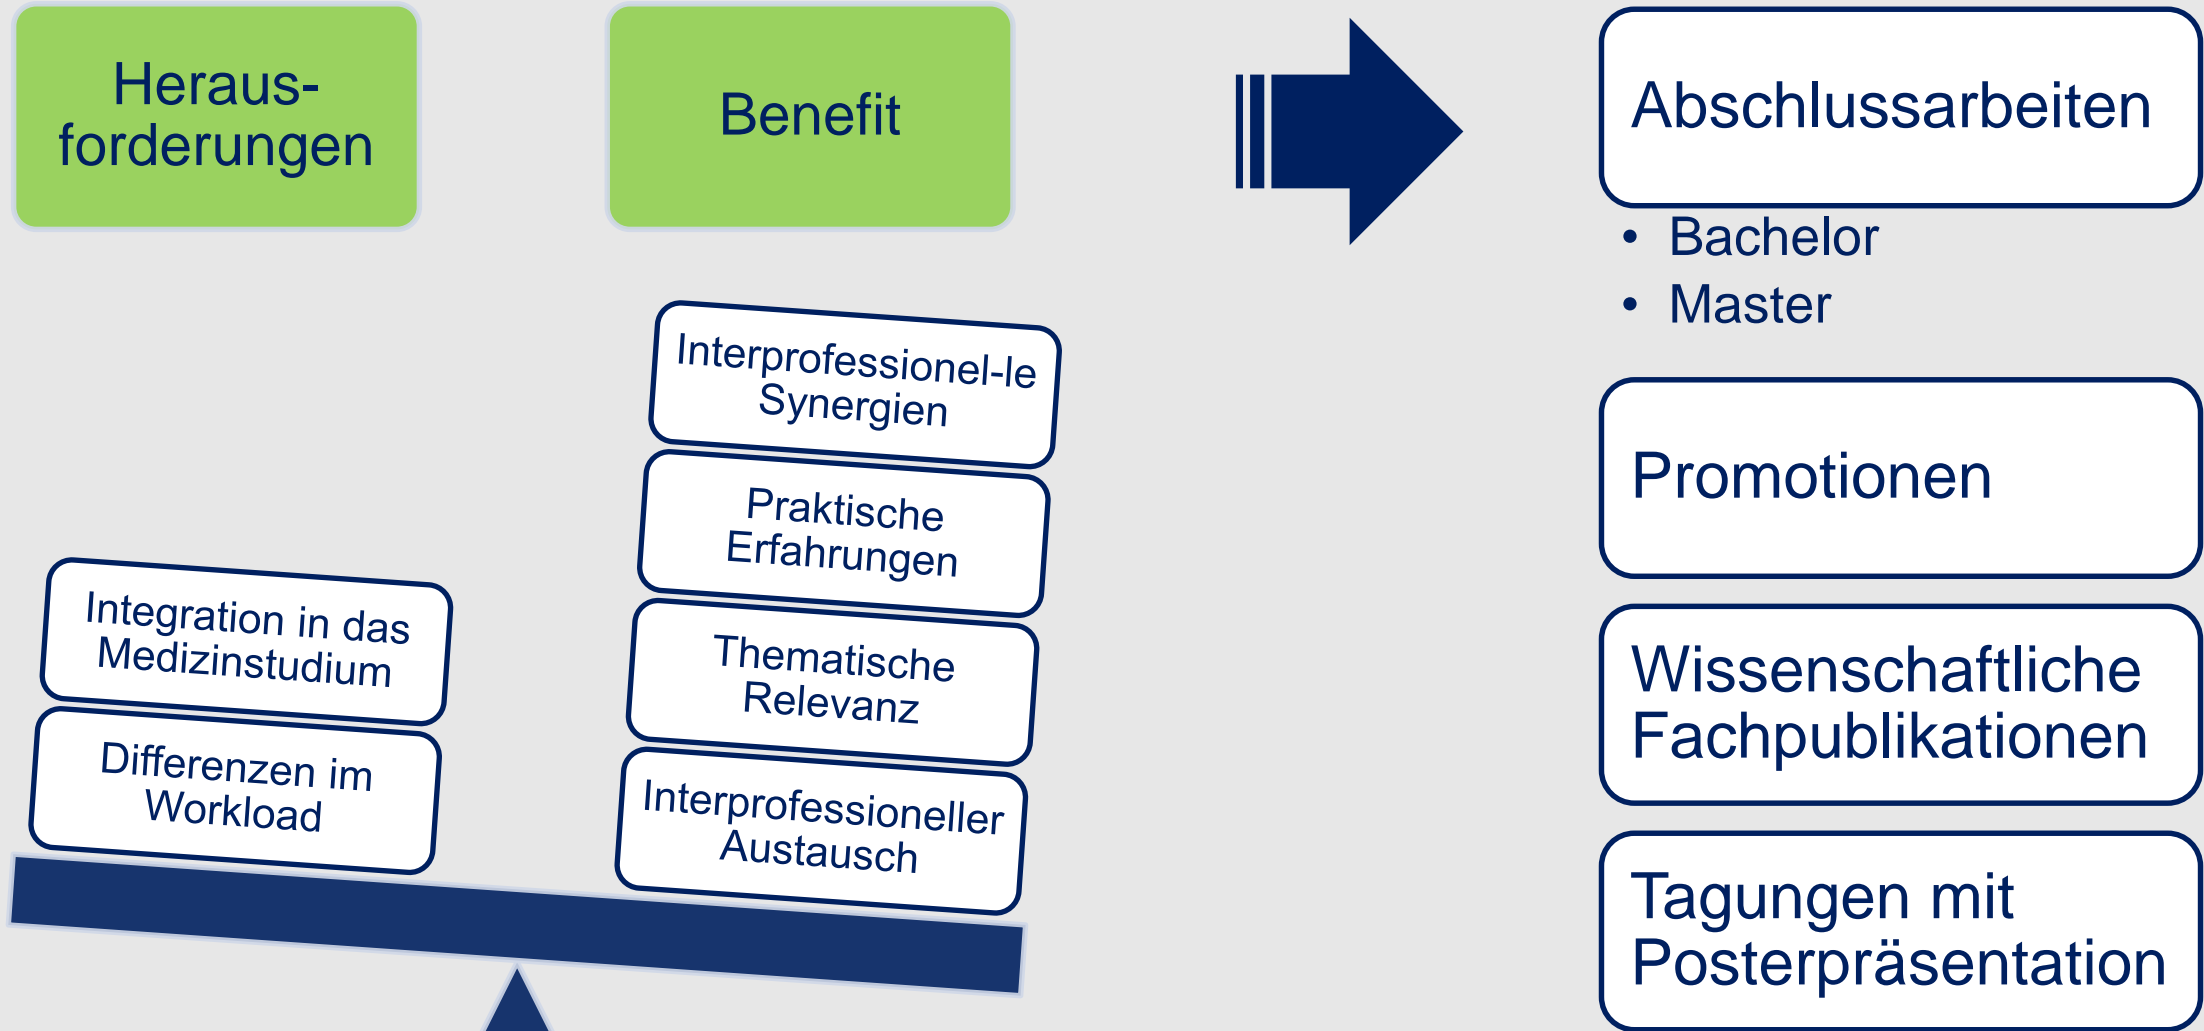 Heraus-
forderungen
Benefit
Interprofessionel-le
Synergien
Praktische
Erfahrungen
Thematische
Relevanz
Interprofessioneller
Austausch
Integration in das
Medizinstudium
Differenzen im
Workload
Abschlussarbeiten
• Bachelor
• Master
Promotionen
Wissenschaftliche
Fachpublikationen
Tagungen mit
Posterpräsentation